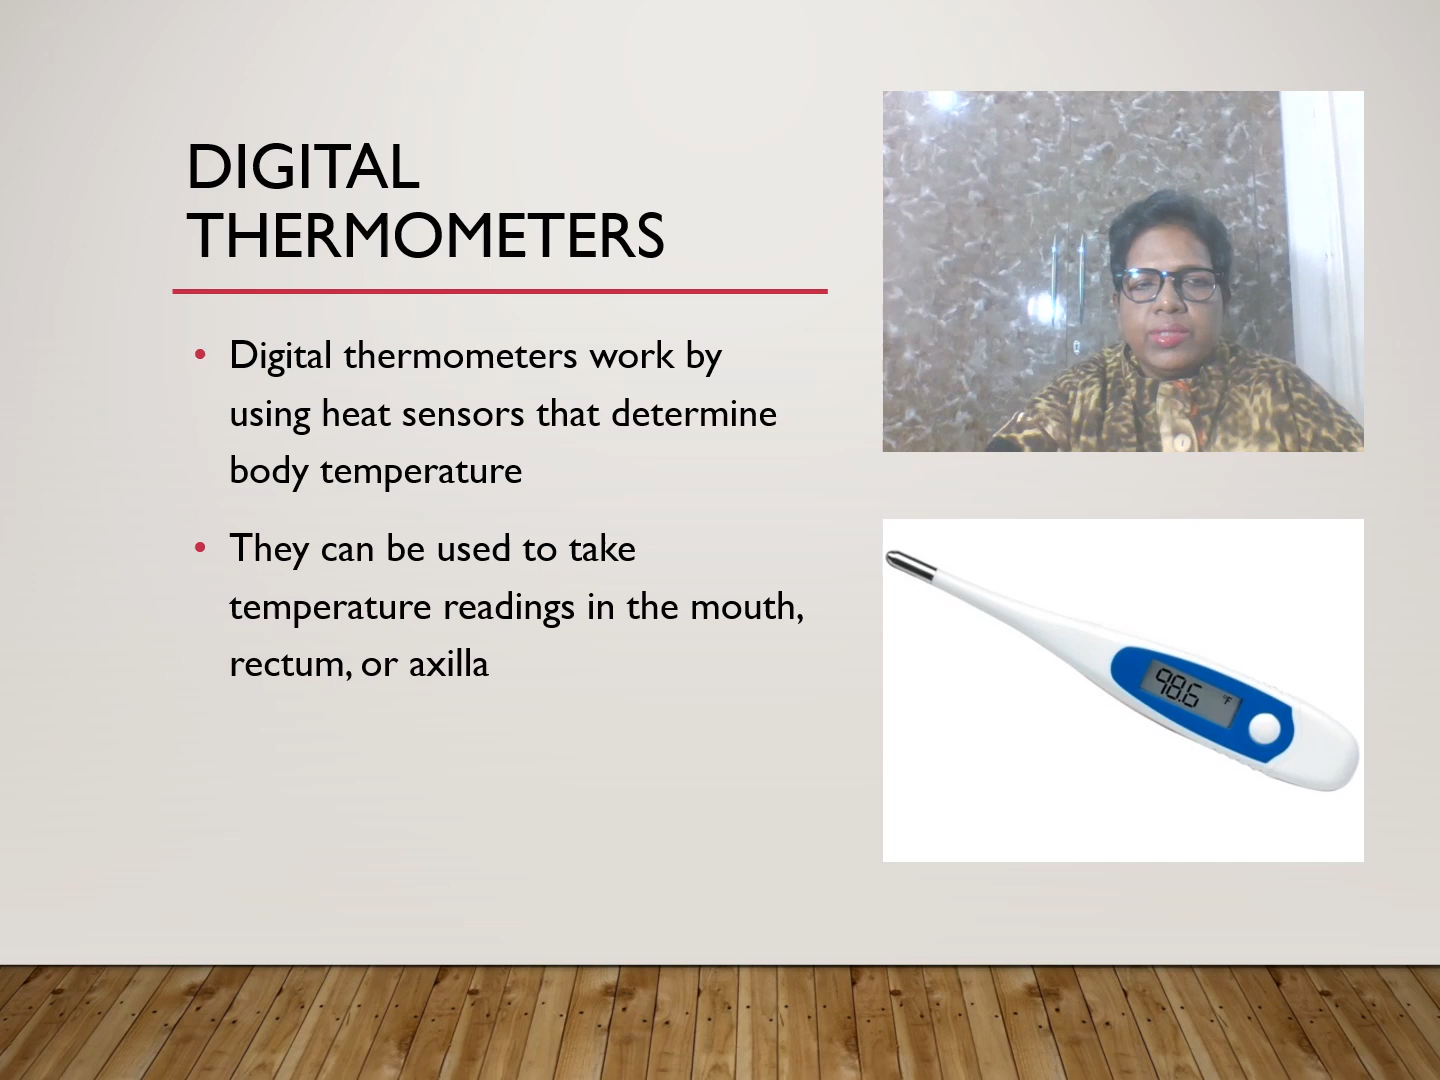 DIGITAL
THERMOMETERS
• Digital thermometers work by
using heat sensors that determine
body temperature
• They can be used to take
temperature readings in the mouth,
rectum, or axilla
98.6 °F